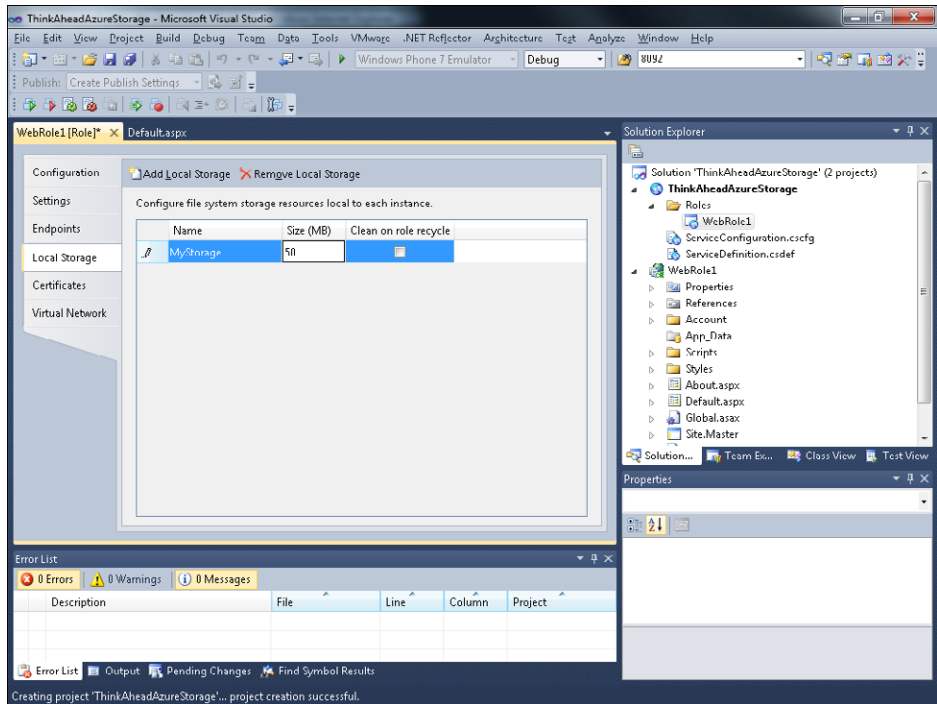 ThinkAheadAzureStorage - Microsoft Visual Studio
File Edit View Project Build Debug Team Data Tools VMware .NET Reflector Architecture Test Analyze Window Help
Windows Phone 7 Emulator Debug 8092
Publish: Create Publish Settings
WebRole1 [Role]* Default.aspx
Configuration
Settings
Endpoints
Local Storage
Certificates
Virtual Network
Add Local Storage Remove Local Storage
Configure file system storage resources local to each instance.
Name Size (MB) Clean on role recycle
MyStorage 50
Solution Explorer
Solution 'ThinkAheadAzureStorage' (2 projects)
ThinkAheadAzureStorage
Roles
WebRole1
ServiceConfiguration.cscfg
ServiceDefinition.csdef
WebRole1
Properties
References
Account
App_Data
Scripts
Styles
About.aspx
Default.aspx
Global.asax
Site.Master
Solution... Team Ex... Class View Test View
Properties
Error List
0 Errors 0 Warnings 0 Messages
Description File Line Column Project
Error List Output Pending Changes Find Symbol Results
Creating project 'ThinkAheadAzureStorage'... project creation successful.